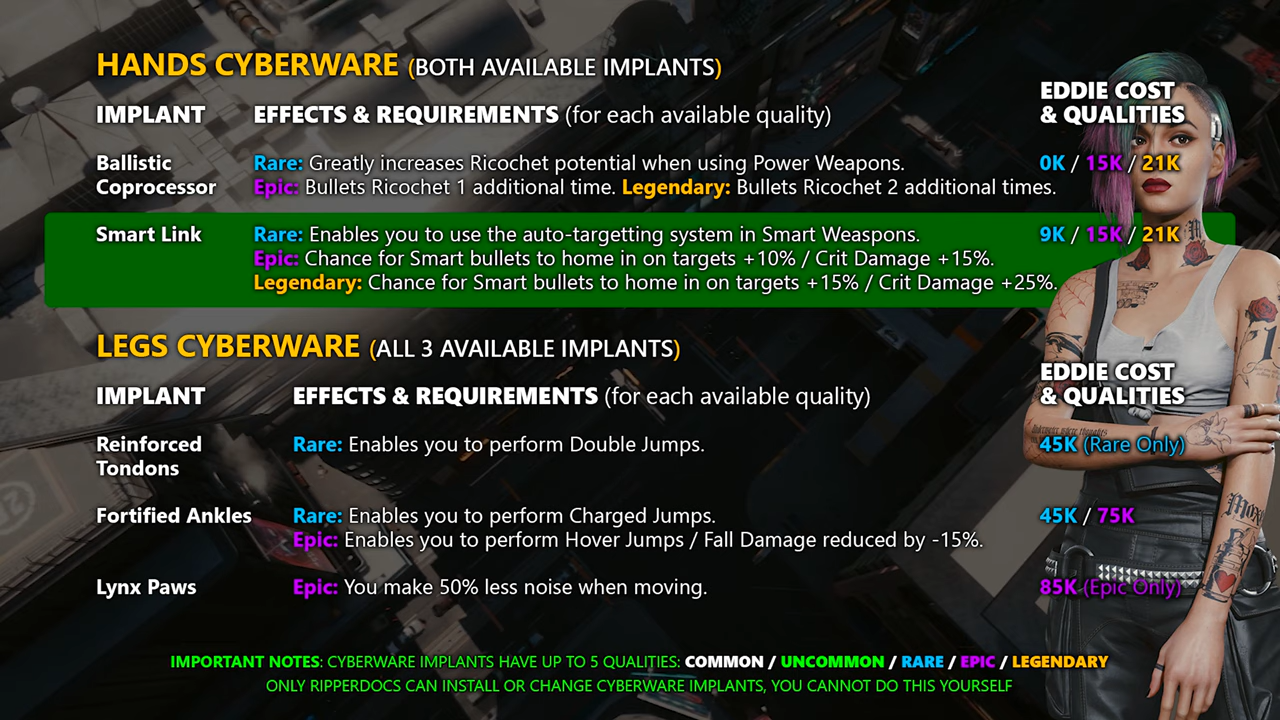 HANDS CYBERWARE (BOTH AVAILABLE IMPLANTS)
IMPLANT EFFECTS & REQUIREMENTS (for each available quality) EDDIE COST & QUALITIES
Ballistic Coprocessor
Rare: Greatly increases Ricochet potential when using Power Weapons. 0K / 15K / 21K
Epic: Bullets Ricochet 1 additional time. Legendary: Bullets Ricochet 2 additional times.
Smart Link Rare: Enables you to use the auto-targetting system in Smart Weaspons. 9K / 15K / 21K
Epic: Chance for Smart bullets to home in on targets +10% / Crit Damage +15%.
Legendary: Chance for Smart bullets to home in on targets +15% / Crit Damage +25%.
LEGS CYBERWARE (ALL 3 AVAILABLE IMPLANTS)
IMPLANT EFFECTS & REQUIREMENTS (for each available quality) EDDIE COST & QUALITIES
Reinforced Tondons
Rare: Enables you to perform Double Jumps. 45K (Rare Only)
Fortified Ankles Rare: Enables you to perform Charged Jumps. 45K / 75K
Epic: Enables you to perform Hover Jumps / Fall Damage reduced by -15%.
Lynx Paws Epic: You make 50% less noise when moving. 85K (Epic Only)
IMPORTANT NOTES: CYBERWARE IMPLANTS HAVE UP TO 5 QUALITIES: COMMON / UNCOMMON / RARE / EPIC / LEGENDARY
ONLY RIPPERDOCS CAN INSTALL OR CHANGE CYBERWARE IMPLANTS, YOU CANNOT DO THIS YOURSELF